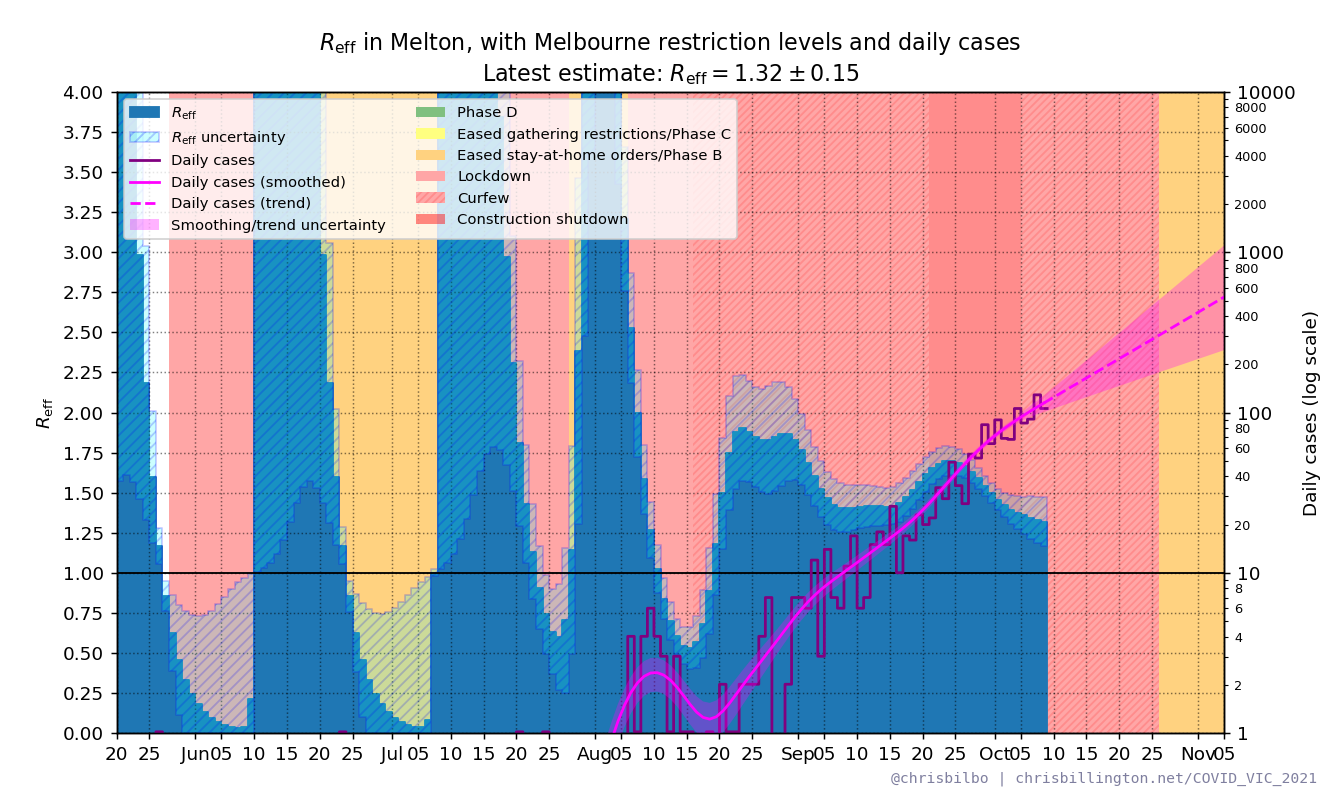 R_eff in Melton, with Melbourne restriction levels and daily cases
Latest estimate: R_eff = 1.32 ± 0.15
R_eff
R_eff uncertainty
Daily cases
Daily cases (smoothed)
Daily cases (trend)
Smoothing/trend uncertainty
Phase D
Eased gathering restrictions/Phase C
Eased stay-at-home orders/Phase B
Lockdown
Curfew
Construction shutdown
4.00
3.75
3.50
3.25
3.00
2.75
2.50
2.25
2.00
1.75
1.50
1.25
1.00
0.75
0.50
0.25
0.00
R_eff
10000
8000
6000
4000
2000
1000
800
600
400
200
100
80
60
40
20
10
8
6
4
2
1
Daily cases (log scale)
20 25 Jun 05 10 15 20 25 Jul 05 10 15 20 25 Aug 05 10 15 20 25 Sep 05 10 15 20 25 Oct 05 10 15 20 25 Nov 05
@chrisbilbo | chrisbillington.net/COVID_VIC_2021